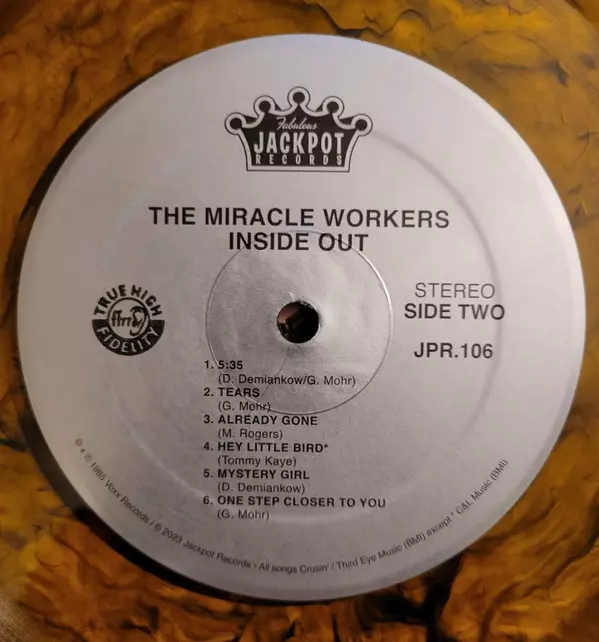 Fabulous
JACKPOT
RECORDS
THE MIRACLE WORKERS
INSIDE OUT
TRUE HIGH
ffrr
FIDELITY
STEREO
SIDE TWO
JPR.106
1. 5:35
(D. Demiankow/G. Mohr)
2. TEARS
(G. Mohr)
3. ALREADY GONE
(M. Rogers)
4. HEY LITTLE BIRD*
(Tommy Kaye)
5. MYSTERY GIRL
(D. Demiankow)
6. ONE STEP CLOSER TO YOU
(G. Mohr)
© + ℗ 1985 Voxx Records / © 2023 Jackpot Records • All songs Crusin' / Third Eye Music (BMI) except * C&L Music (BMI)